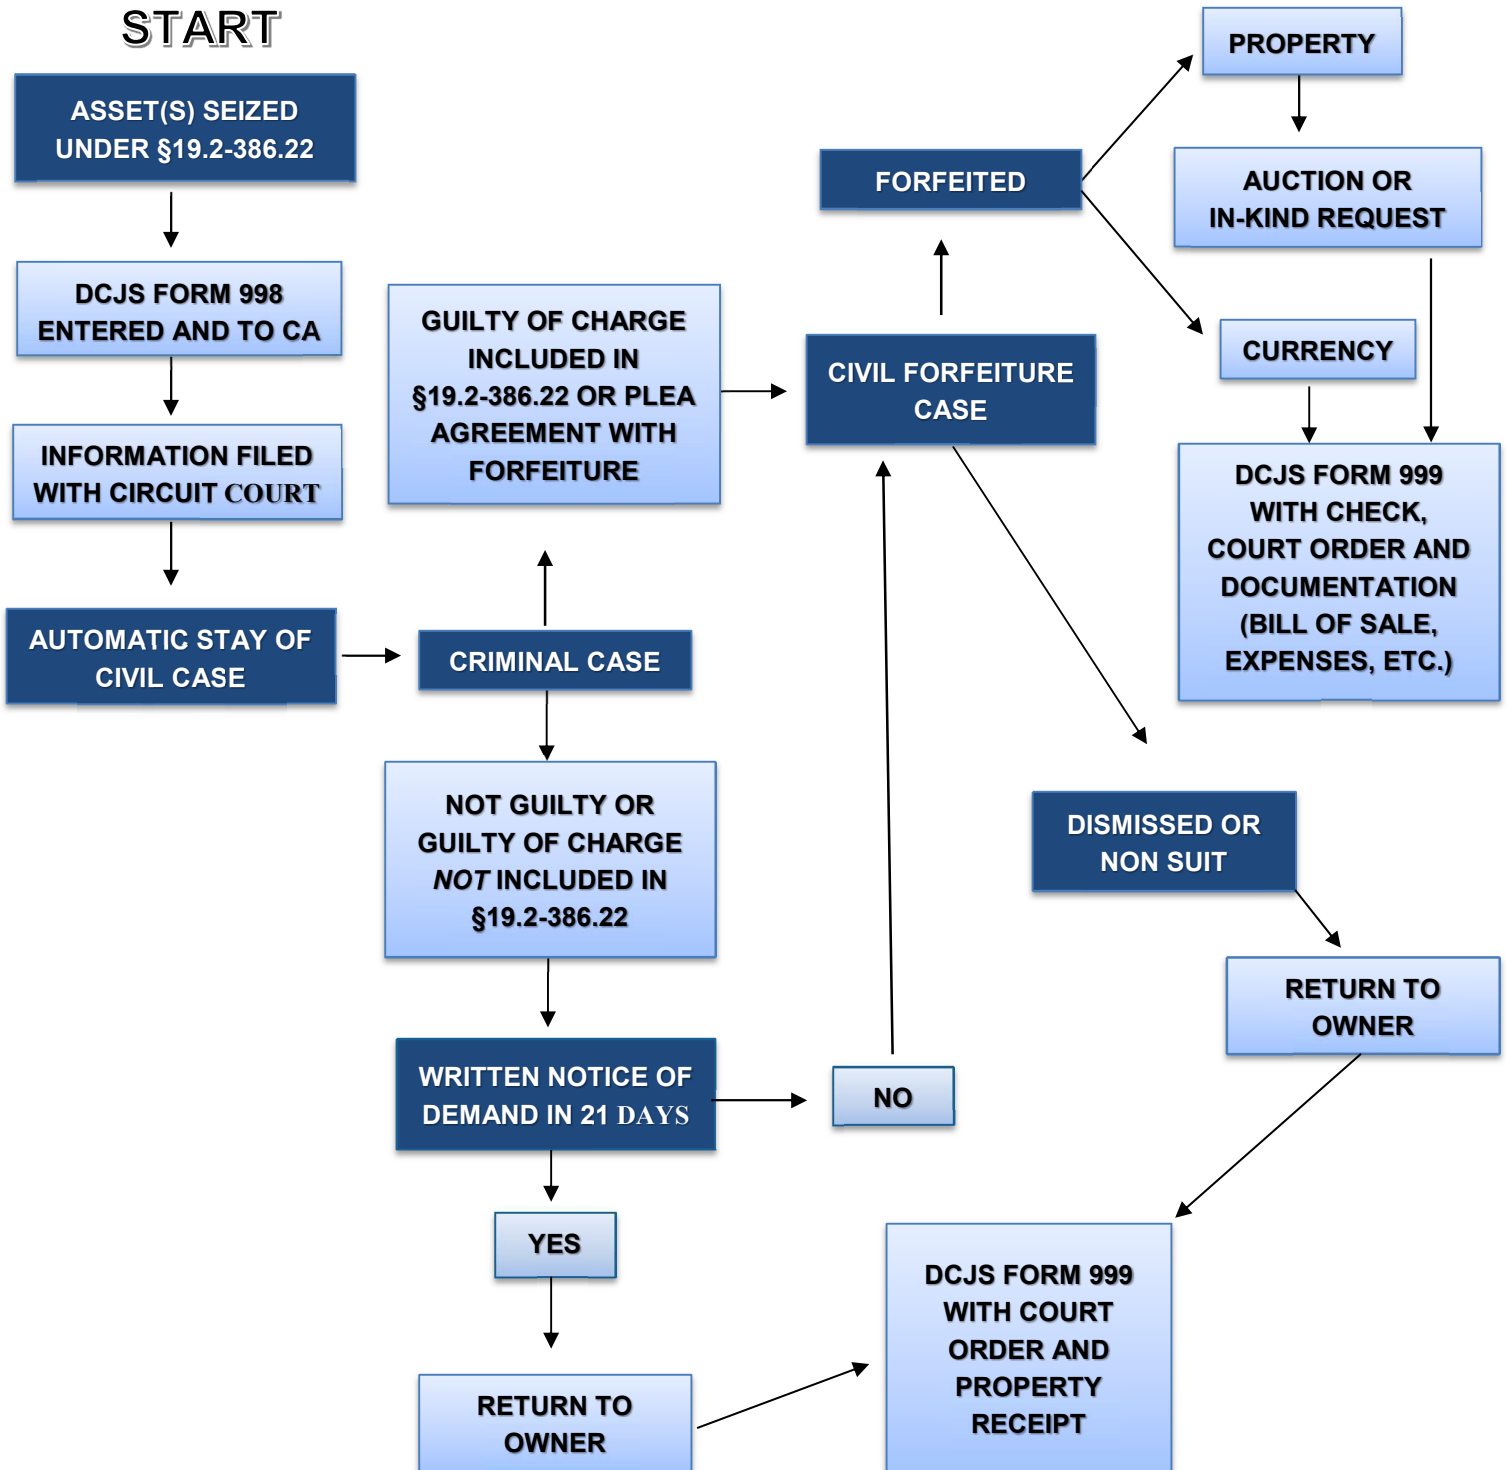 START
ASSET(S) SEIZED
UNDER §19.2-386.22
DCJS FORM 998
ENTERED AND TO CA
INFORMATION FILED
WITH CIRCUIT COURT
AUTOMATIC STAY OF
CIVIL CASE
CRIMINAL CASE
GUILTY OF CHARGE
INCLUDED IN
§19.2-386.22 OR PLEA
AGREEMENT WITH
FORFEITURE
NOT GUILTY OR
GUILTY OF CHARGE
NOT INCLUDED IN
§19.2-386.22
WRITTEN NOTICE OF
DEMAND IN 21 DAYS
NO
YES
RETURN TO
OWNER
CIVIL FORFEITURE
CASE
FORFEITED
PROPERTY
AUCTION OR
IN-KIND REQUEST
CURRENCY
DCJS FORM 999
WITH CHECK,
COURT ORDER AND
DOCUMENTATION
(BILL OF SALE,
EXPENSES, ETC.)
DISMISSED OR
NON SUIT
RETURN TO
OWNER
DCJS FORM 999
WITH COURT
ORDER AND
PROPERTY
RECEIPT